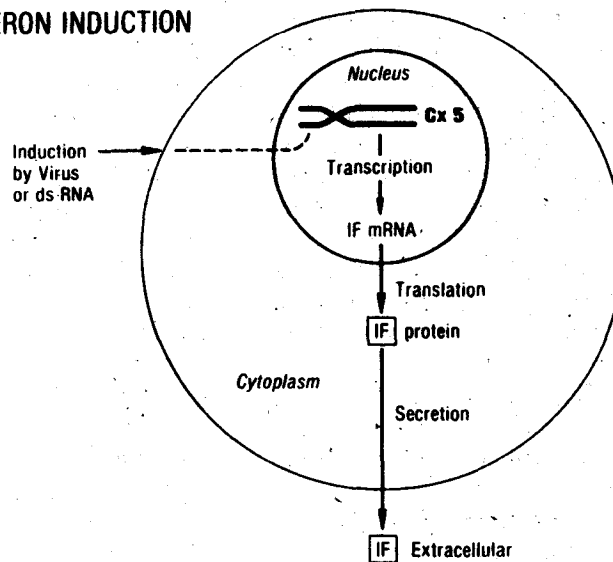 ERON INDUCTION
Nucleus
Cx 5
Induction
by Virus
or ds RNA
Transcription
IF mRNA
Translation
IF protein
Cytoplasm
Secretion
IF Extracellular